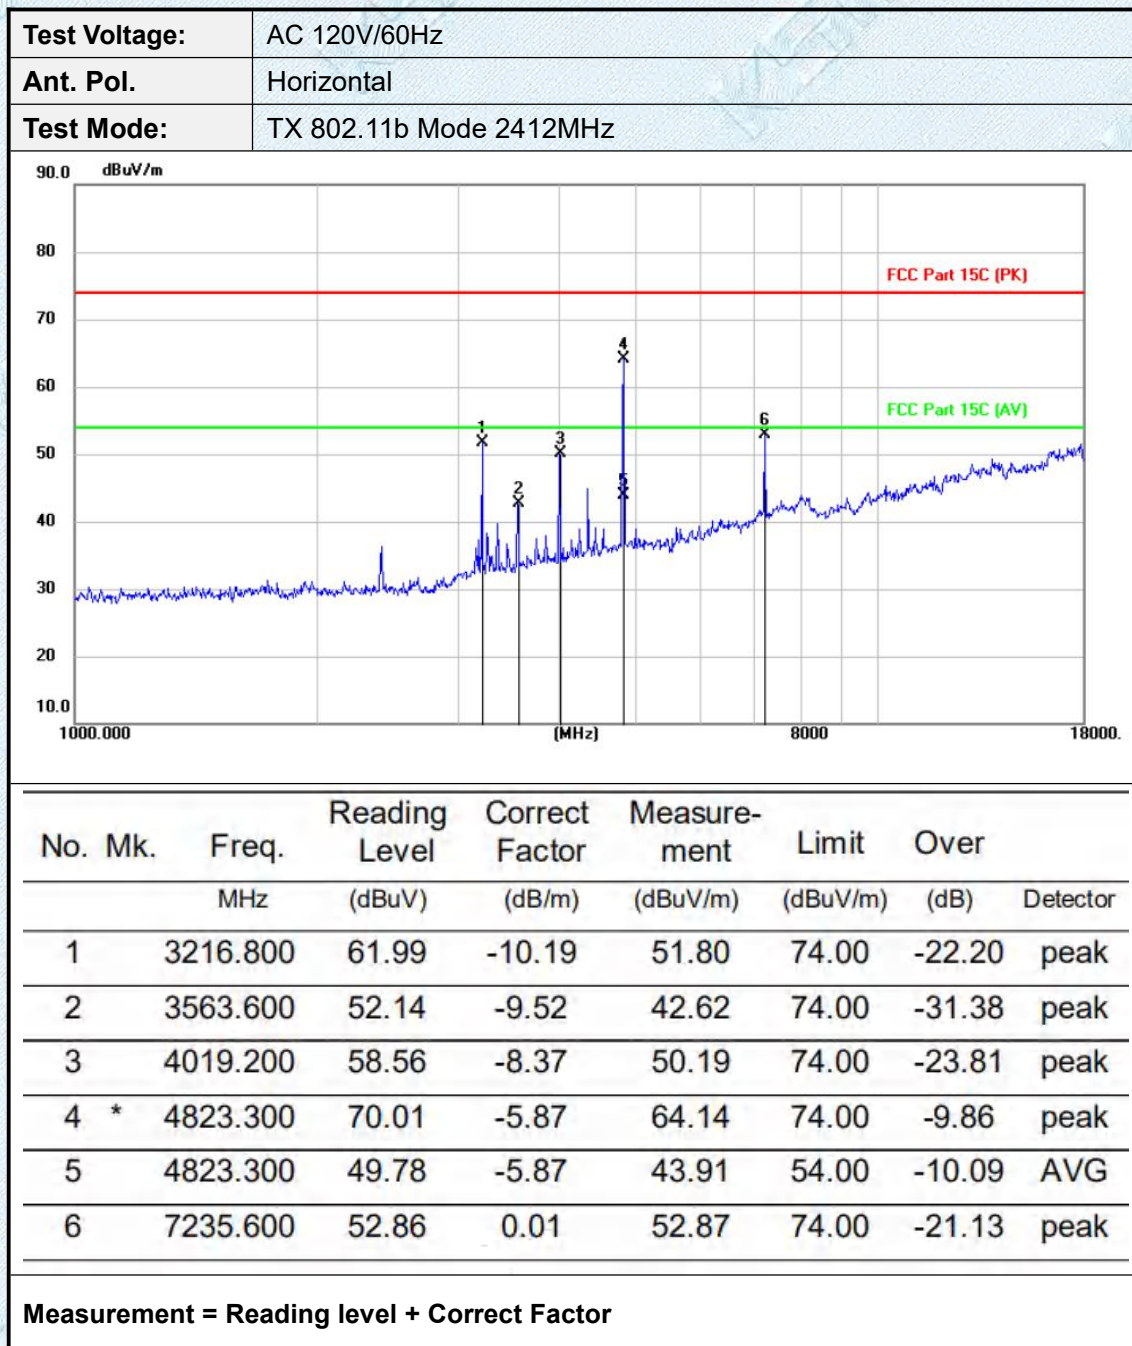 Test Voltage: AC 120V/60Hz
Ant. Pol. Horizontal
Test Mode: TX 802.11b Mode 2412MHz
90.0 dBuV/m
80
FCC Part 15C (PK)
70
4
60
FCC Part 15C (AV)
1 3 6
50
2 5
40
30
20
10.0
1000.000 (MHz) 8000 18000.
No. Mk. Freq. Reading Level Correct Factor Measure-ment Limit Over
MHz (dBuV) (dB/m) (dBuV/m) (dBuV/m) (dB) Detector
1 3216.800 61.99 -10.19 51.80 74.00 -22.20 peak
2 3563.600 52.14 -9.52 42.62 74.00 -31.38 peak
3 4019.200 58.56 -8.37 50.19 74.00 -23.81 peak
4 * 4823.300 70.01 -5.87 64.14 74.00 -9.86 peak
5 4823.300 49.78 -5.87 43.91 54.00 -10.09 AVG
6 7235.600 52.86 0.01 52.87 74.00 -21.13 peak
Measurement = Reading level + Correct Factor